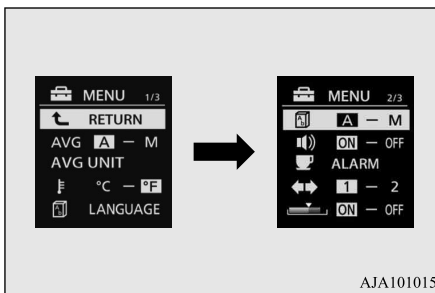 MENU 1/3
RETURN
AVG A – M
AVG UNIT
°C – °F
LANGUAGE
MENU 2/3
A – M
ON – OFF
ALARM
1 – 2
ON – OFF
AJA101015